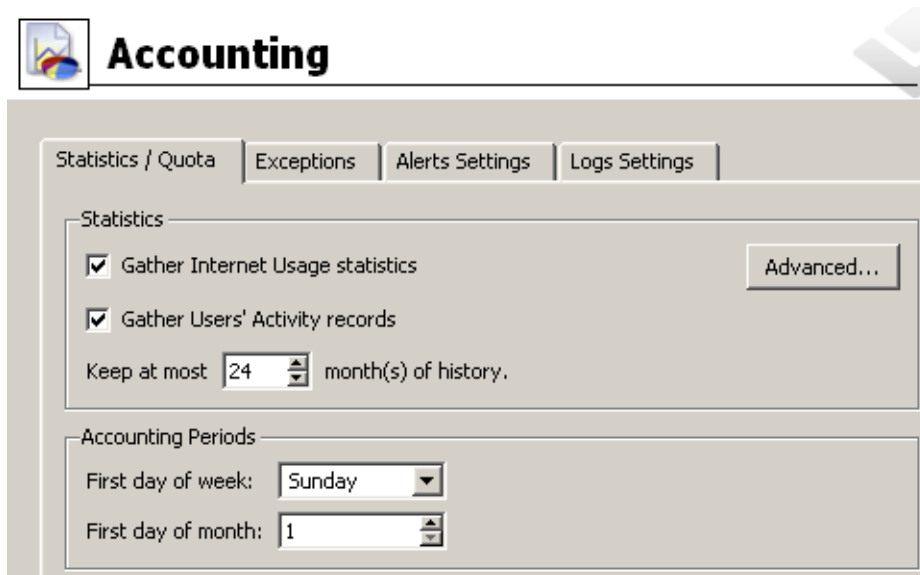 Accounting
Statistics / Quota Exceptions Alerts Settings Logs Settings
Statistics
Gather Internet Usage statistics Advanced...
Gather Users' Activity records
Keep at most 24 month(s) of history.
Accounting Periods
First day of week: Sunday
First day of month: 1